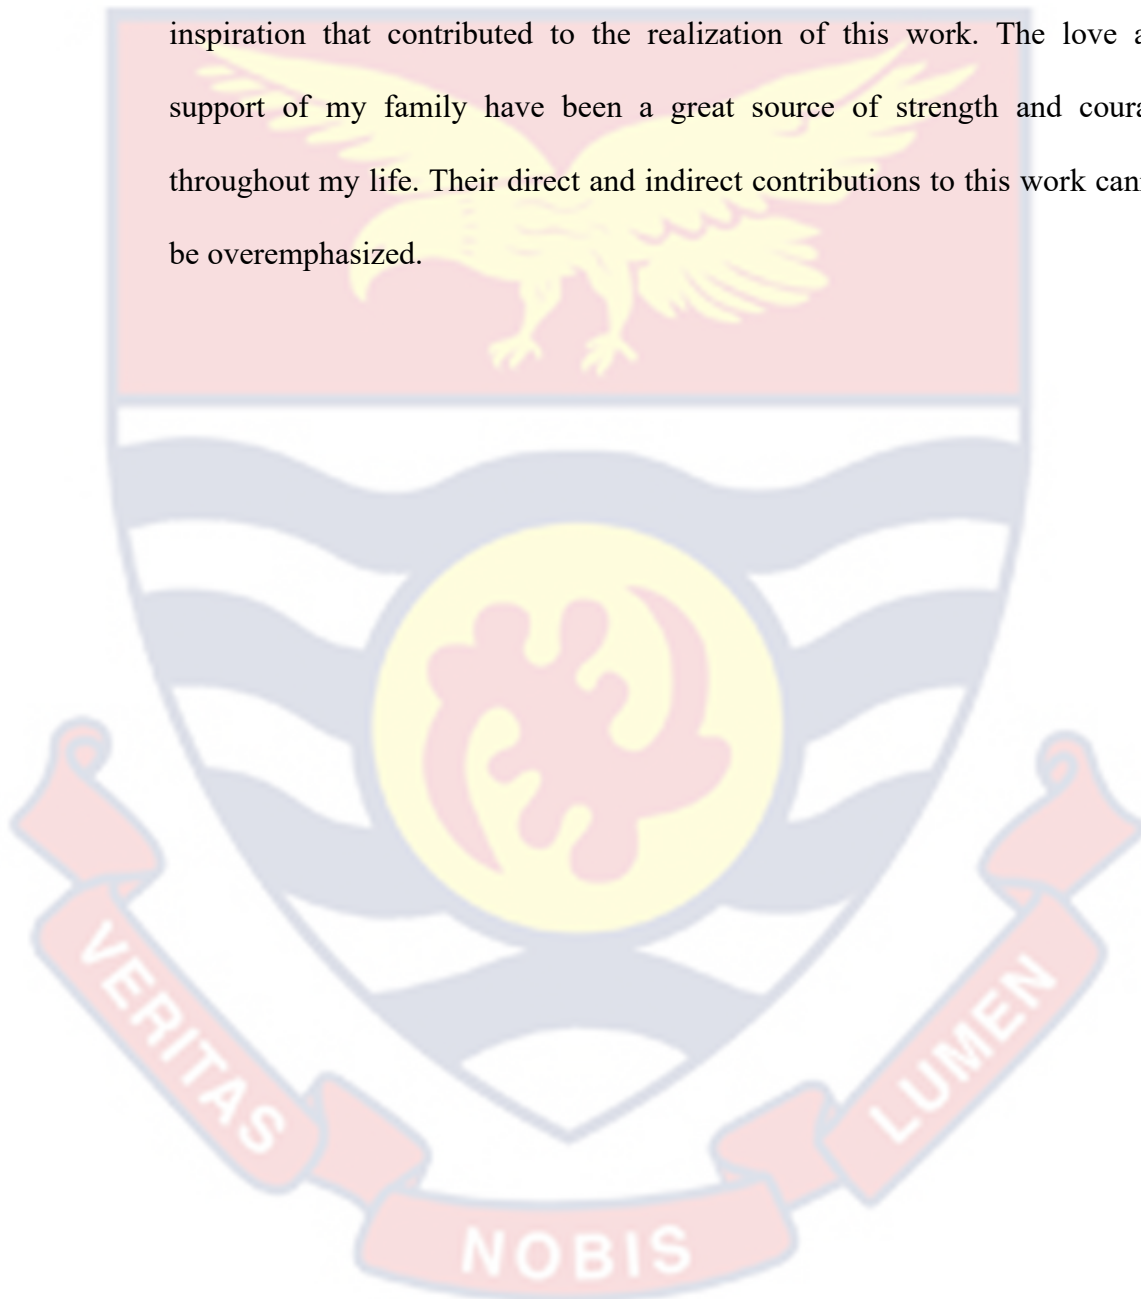 inspiration that contributed to the realization of this work. The love a
support of my family have been a great source of strength and coura
throughout my life. Their direct and indirect contributions to this work can
be overemphasized.
VERITAS
NOBIS
LUMEN